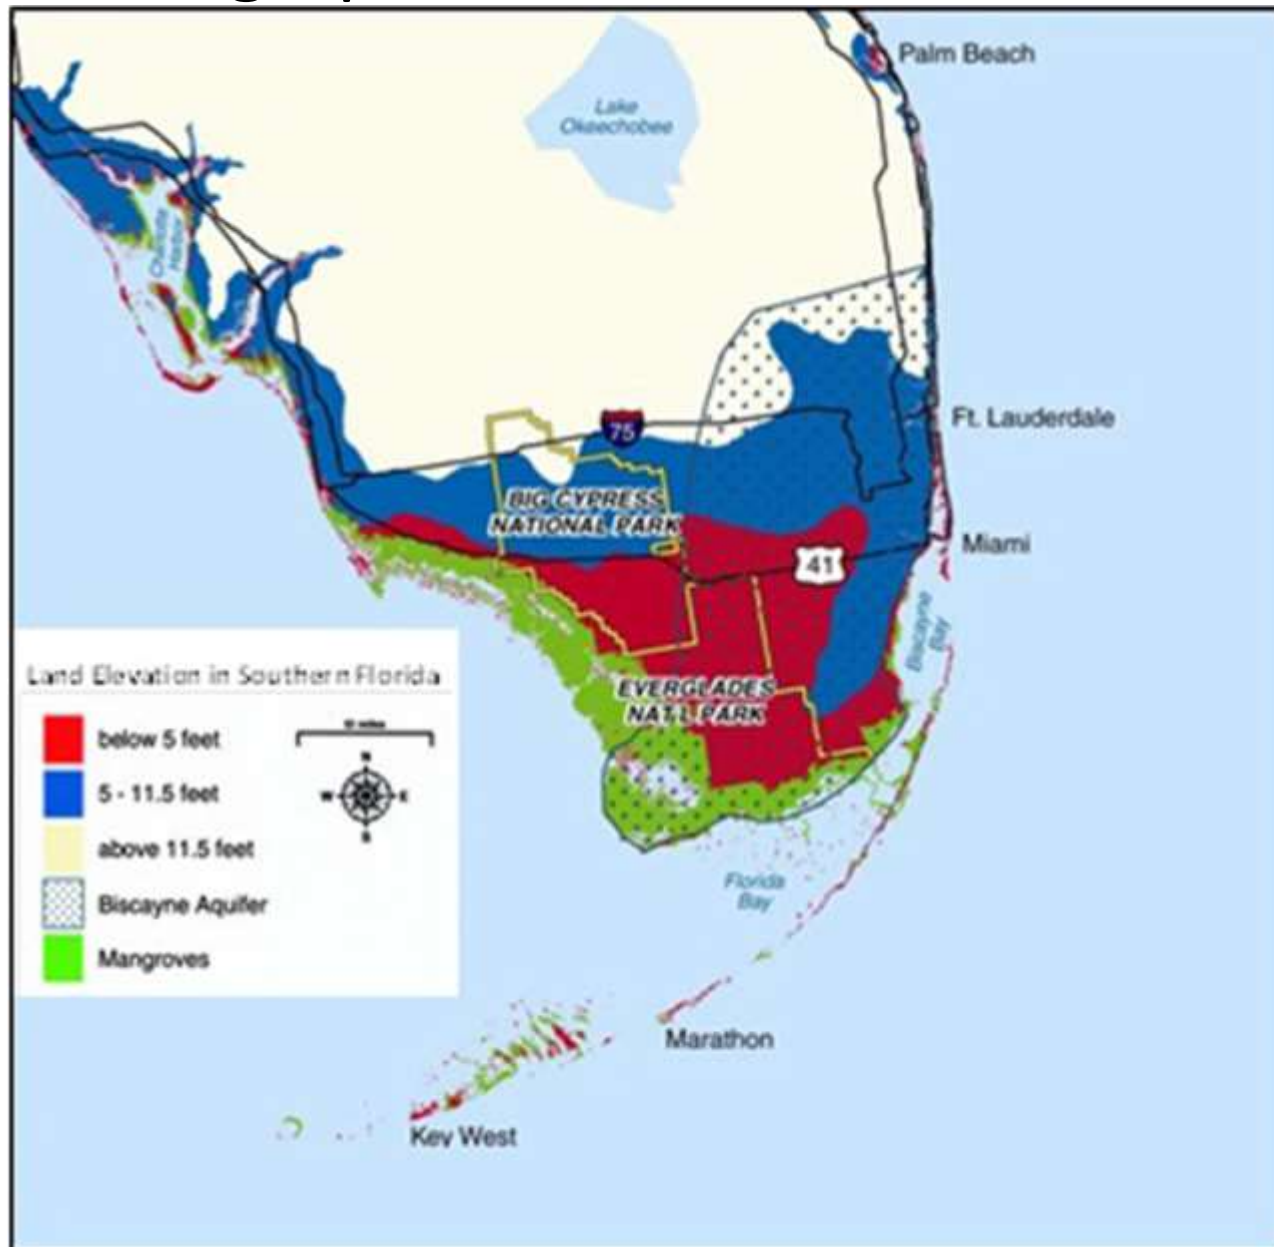 Palm Beach
Lake
Okeechobee
Charlotte
Harbor
Ft. Lauderdale
75
BIG CYPRESS
NATIONAL PARK
Miami
41
Biscayne
Bay
EVERGLADES
NAT'L PARK
Land Elevation in Southern Florida
below 5 feet
5 - 11.5 feet
above 11.5 feet
Biscayne Aquifer
Mangroves
N
W
E
S
Florida
Bay
Marathon
Key West